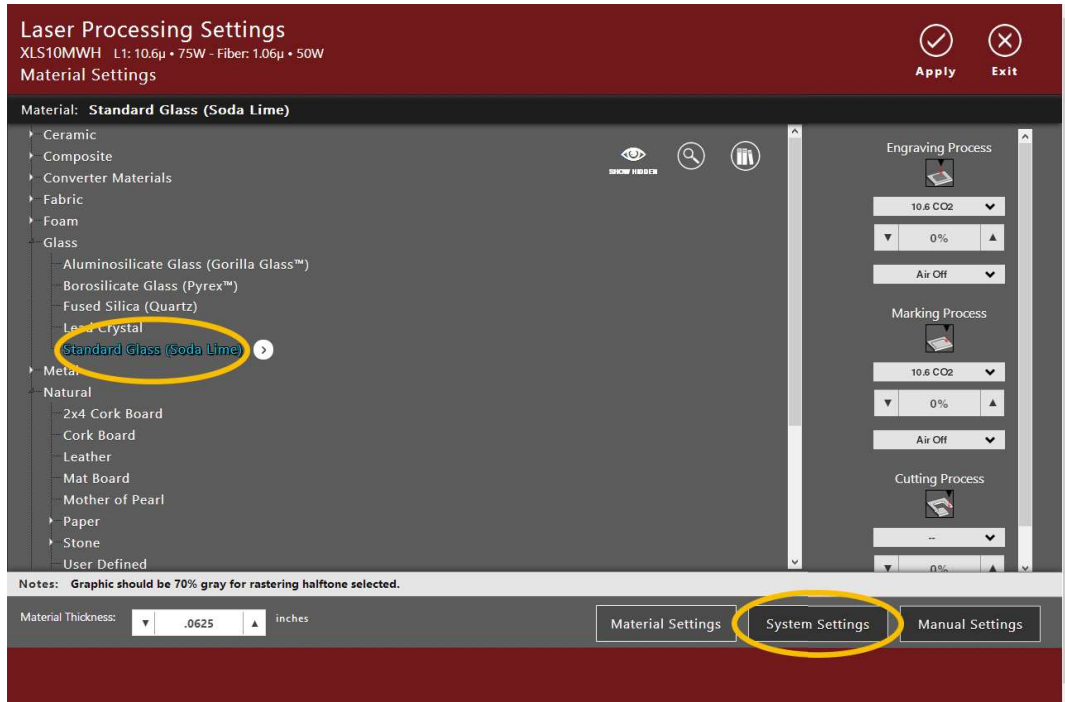 Laser Processing Settings
XLS10MWH L1: 10.6µ • 75W - Fiber: 1.06µ • 50W
Material Settings
Apply
Exit
Material: Standard Glass (Soda Lime)
Ceramic
Composite
Converter Materials
Fabric
Foam
Glass
Aluminosilicate Glass (Gorilla Glass™)
Borosilicate Glass (Pyrex™)
Fused Silica (Quartz)
Lead Crystal
Standard Glass (Soda Lime)
Metal
Natural
2x4 Cork Board
Cork Board
Leather
Mat Board
Mother of Pearl
Paper
Stone
User Defined
SHOW HIDDEN
Engraving Process
10.6 CO2
0%
Air Off
Marking Process
10.6 CO2
0%
Air Off
Cutting Process
--
0%
Notes: Graphic should be 70% gray for rastering halftone selected.
Material Thickness: .0625 inches
Material Settings
System Settings
Manual Settings